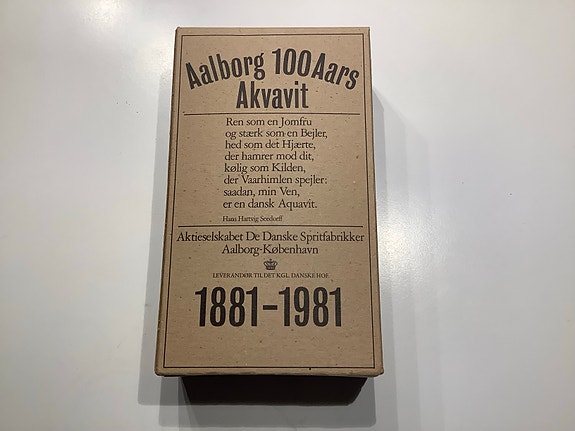 Aalborg 100 Aars
Akvavit
Ren som en Jomfru
og stærk som en Bejler,
hed som det Hjærte,
der hamrer mod dit,
kølig som Kilden,
der Vaarhimlen spejler:
saadan, min Ven,
er en dansk Aquavit.
Hans Hartvig Seedorff
Aktieselskabet De Danske Spritfabrikker
Aalborg-København
LEVERANDØR TIL DET KGL. DANSKE HOF.
1881-1981